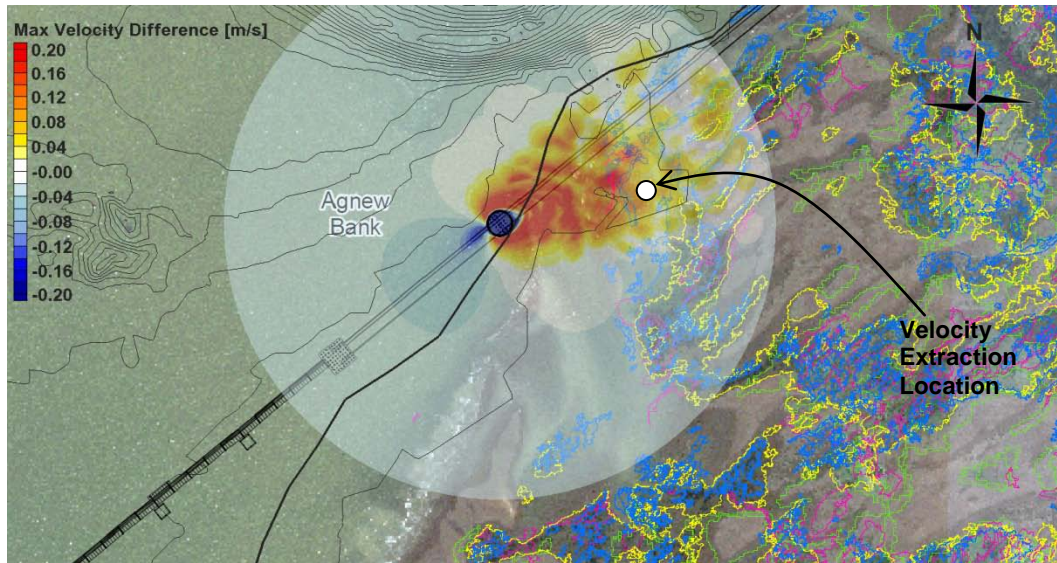 Max Velocity Difference [m/s]
0.20
0.16
0.12
0.08
0.04
-0.00
-0.04
-0.08
-0.12
-0.16
-0.20
N
Agnew
Bank
Velocity
Extraction
Location